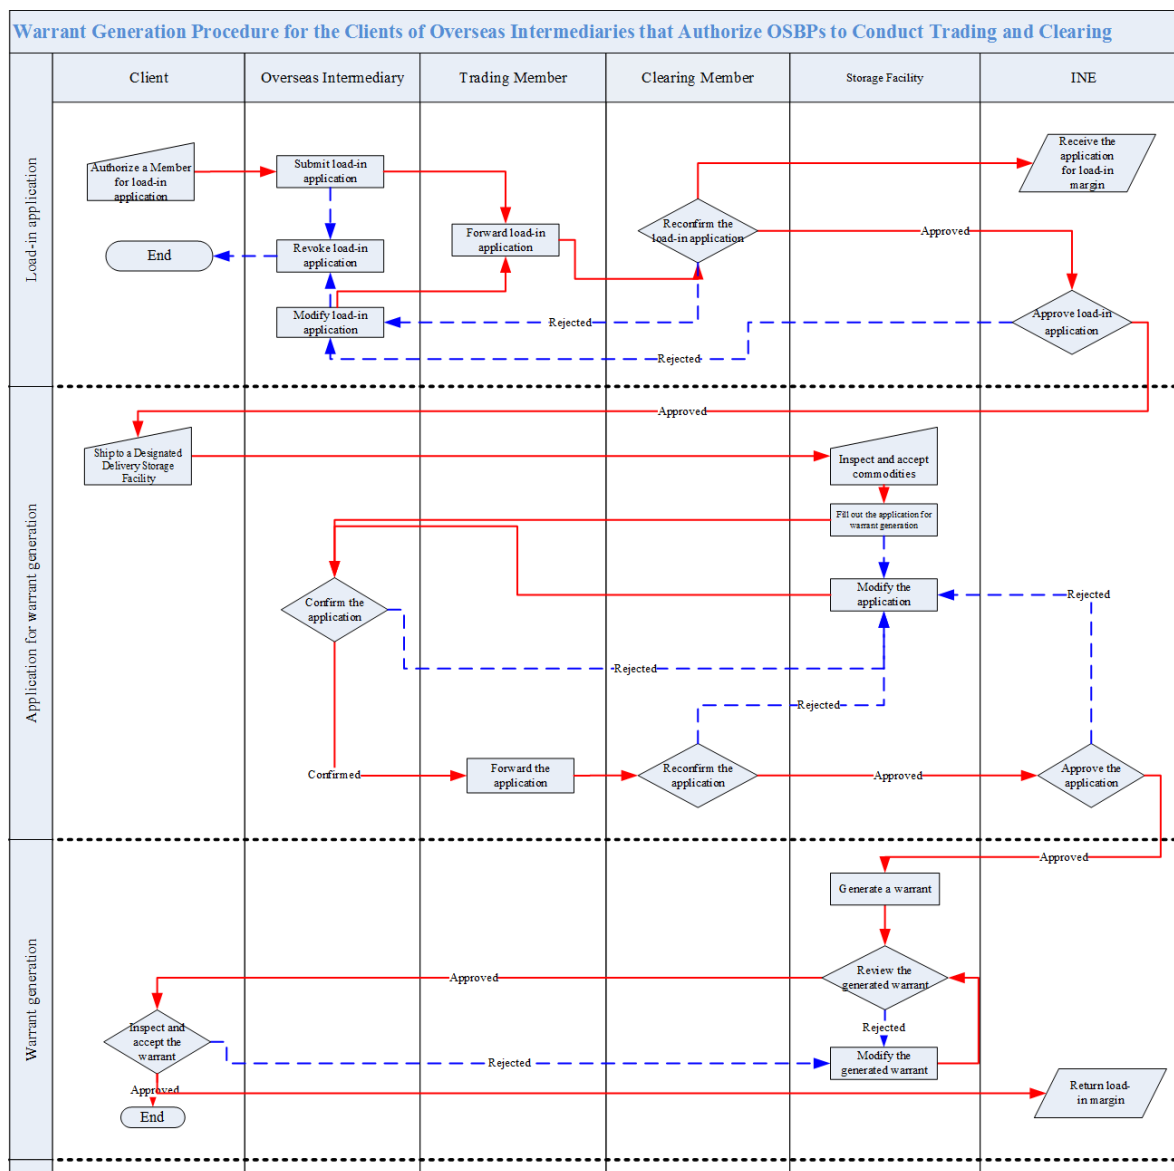 Warrant Generation Procedure for the Clients of Overseas Intermediaries that Authorize OSBPs to Conduct Trading and Clearing
Client
Overseas Intermediary
Trading Member
Clearing Member
Storage Facility
INE
Load-in application
Authorize a Member
for load-in
application
Submit load-in
application
Receive the
application
for load-in
margin
Forward load-in
application
Reconfirm the
load-in application
Approved
End
Revoke load-in
application
Modify load-in
application
Rejected
Approve load-in
application
Rejected
Approved
Application for warrant generation
Ship to a Designated
Delivery Storage
Facility
Inspect and accept
commodities
Fill out the application for
warrant generation
Modify the
application
Rejected
Confirm the
application
Rejected
Rejected
Confirmed
Forward the
application
Reconfirm the
application
Approved
Approve the
application
Approved
Warrant generation
Generate a warrant
Review the
generated warrant
Approved
Rejected
Inspect and
accept the
warrant
Rejected
Modify the
generated warrant
Approved
Return load-
in margin
End